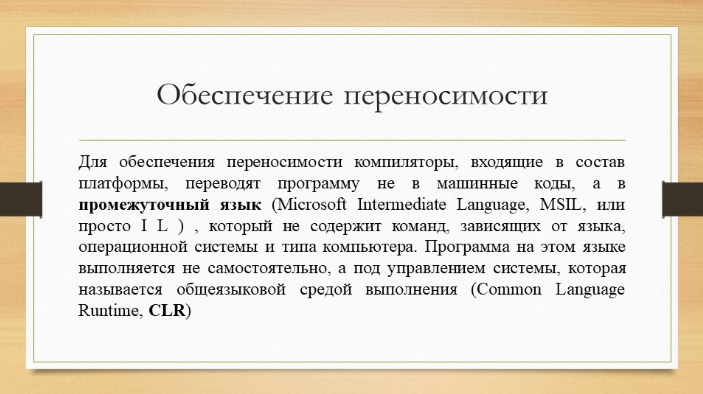 Обеспечение переносимости
Для обеспечения переносимости компиляторы, входящие в состав
платформы, переводят программу не в машинные коды, а в
промежуточный язык (Microsoft Intermediate Language, MSIL, или
просто I L ) , который не содержит команд, зависящих от языка,
операционной системы и типа компьютера. Программа на этом языке
выполняется не самостоятельно, а под управлением системы, которая
называется общеязыковой средой выполнения (Common Language
Runtime, CLR)